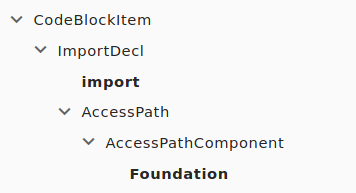 CodeBlockItem
ImportDecl
import
AccessPath
AccessPathComponent
Foundation